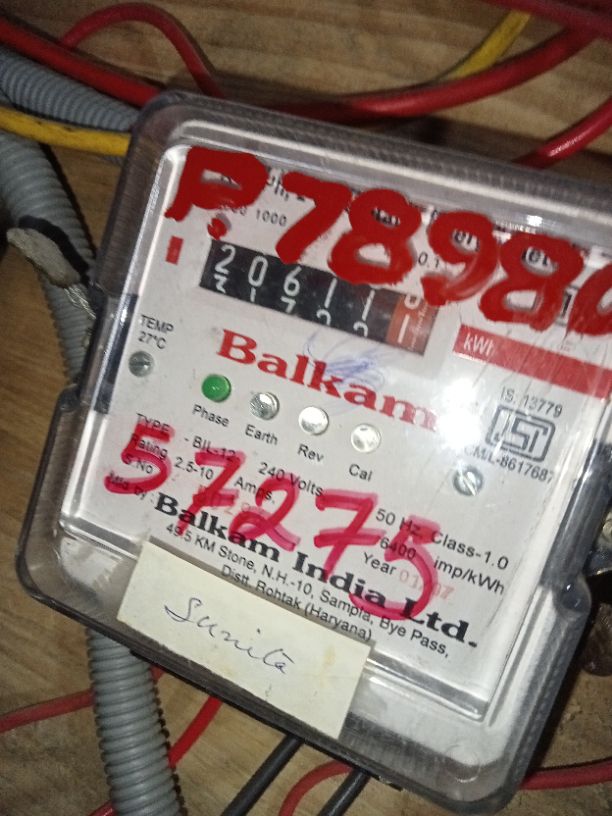 P.78980
1000
20611
kWh
Balkam
TEMP
27°C
Phase Earth Rev Cal
IS. 13779
CM/L-8617687
TYPE - BIL-12 240 Volts 50 Hz Class-1.0
Rating 2.5-10 Amps 6400 imp/kWh
S.No
Year
57275
Mfd by
Balkam India Ltd.
49.5 KM Stone, N.H.-10, Sampla, Bye Pass,
Distt. Rohtak (Haryana)
Sunita